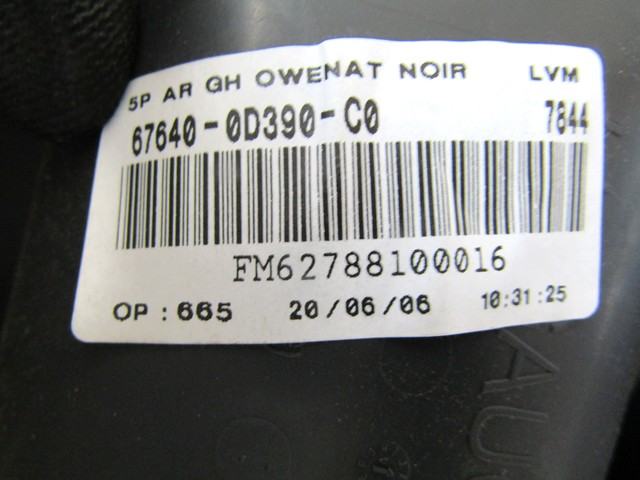 5P AR GH OWENAT NOIR LVM
67640-0D390-C0 7844
FM62788100016
OP : 665 20/06/06 10:31:25